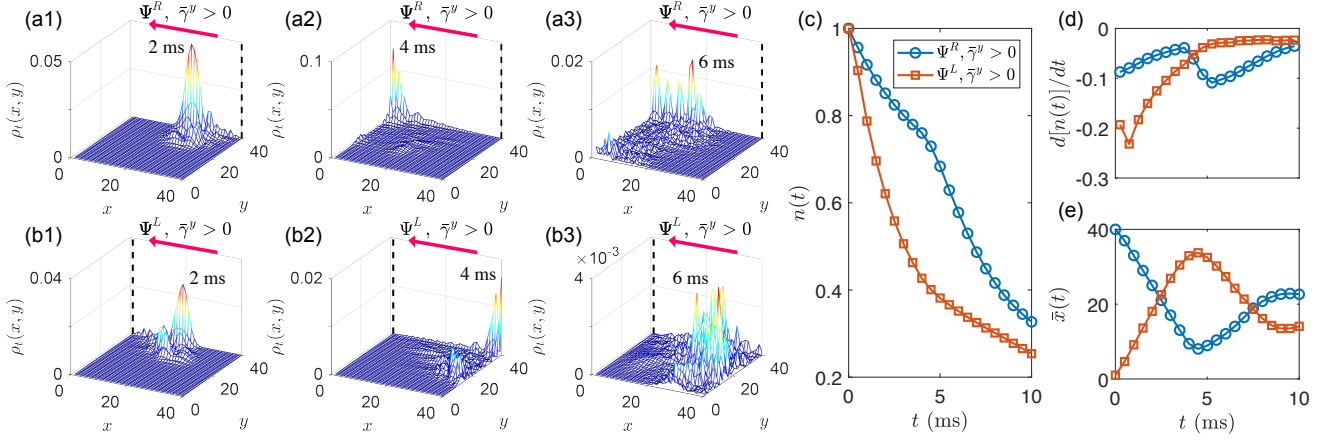 (a1) Ψ^R, γ̄^y > 0
2 ms
0.05
0
ρ_t(x, y)
0
20
40
x
0
20
40
y
(a2) Ψ^R, γ̄^y > 0
4 ms
0.1
0
ρ_t(x, y)
0
20
40
x
0
20
40
y
(a3) Ψ^R, γ̄^y > 0
6 ms
0.05
0
ρ_t(x, y)
0
20
40
x
0
20
40
y
(b1) Ψ^L, γ̄^y > 0
2 ms
0.04
0
ρ_t(x, y)
0
20
40
x
0
20
40
y
(b2) Ψ^L, γ̄^y > 0
4 ms
0.02
0
ρ_t(x, y)
0
20
40
x
0
20
40
y
(b3) Ψ^L, γ̄^y > 0
×10^-3
6 ms
4
0
ρ_t(x, y)
0
20
40
x
0
20
40
y
(c)
1
0.8
0.6
0.4
0.2
n(t)
Ψ^R, γ̄^y > 0
Ψ^L, γ̄^y > 0
0 5 10
t (ms)
(d)
0
-0.1
-0.2
-0.3
d[n(t)]/dt
(e)
40
20
0
x̄(t)
0 5 10
t (ms)